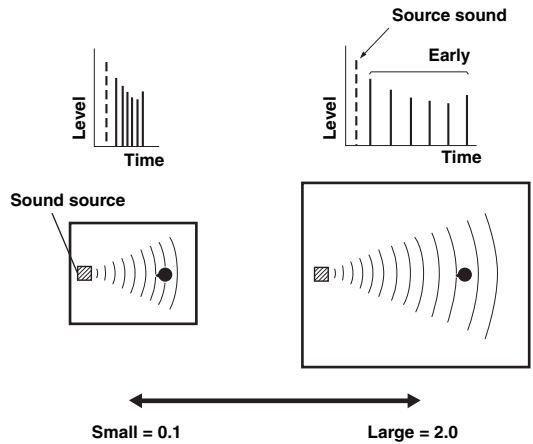 Source sound
Early
Level
Time
Level
Time
Sound source
Small = 0.1
Large = 2.0